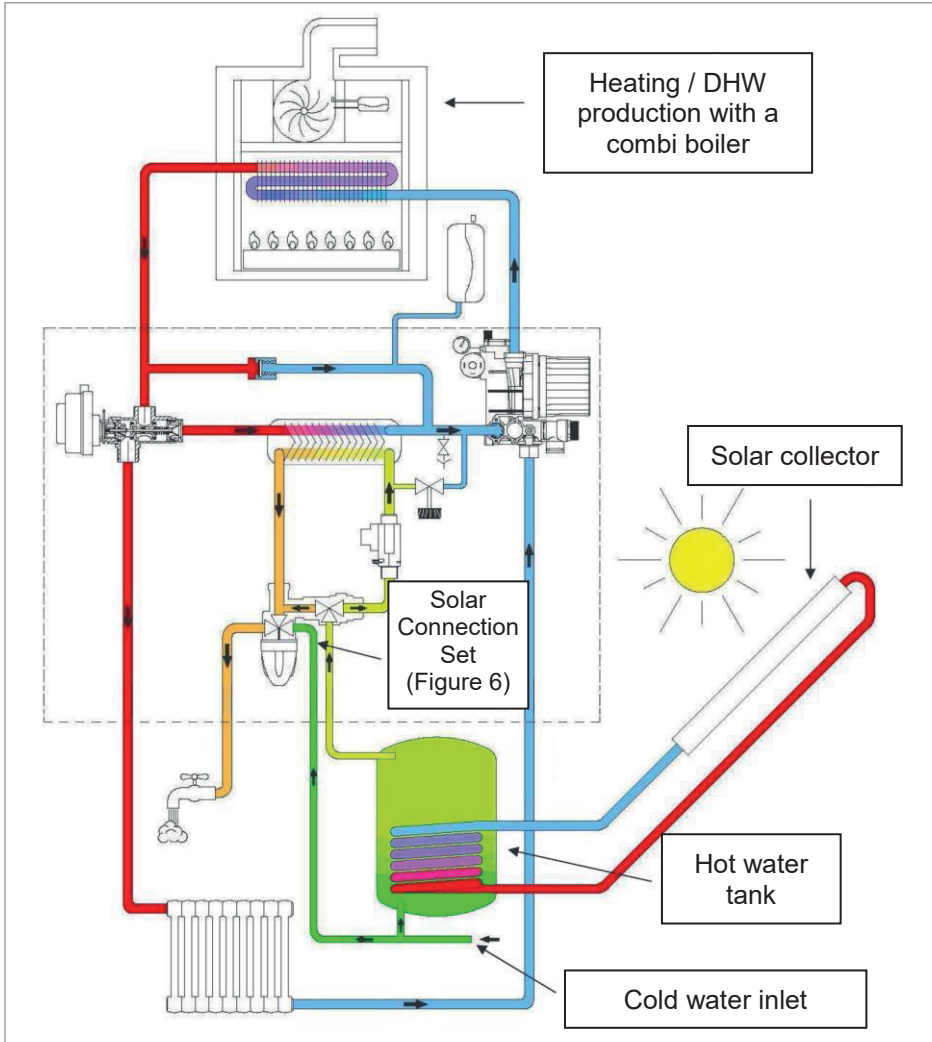 Heating / DHW
production with a
combi boiler
Solar collector
Solar
Connection
Set
(Figure 6)
Hot water
tank
Cold water inlet